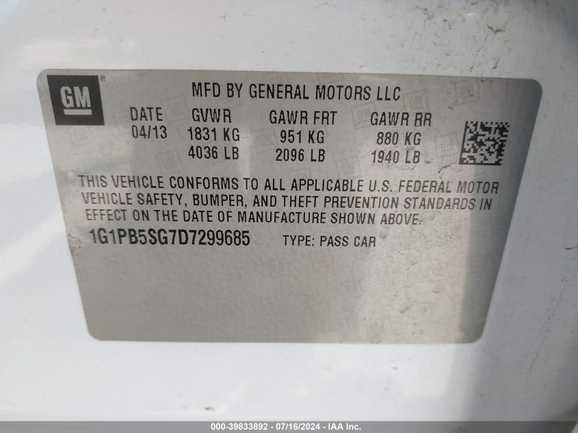 GM
MFD BY GENERAL MOTORS LLC
DATE GVWR GAWR FRT GAWR RR
04/13 1831 KG 951 KG 880 KG
4036 LB 2096 LB 1940 LB
THIS VEHICLE CONFORMS TO ALL APPLICABLE U.S. FEDERAL MOTOR
VEHICLE SAFETY, BUMPER, AND THEFT PREVENTION STANDARDS IN
EFFECT ON THE DATE OF MANUFACTURE SHOWN ABOVE.
1G1PB5SG7D7299685 TYPE: PASS CAR
000-39833892 - 07/16/2024 - IAA Inc.